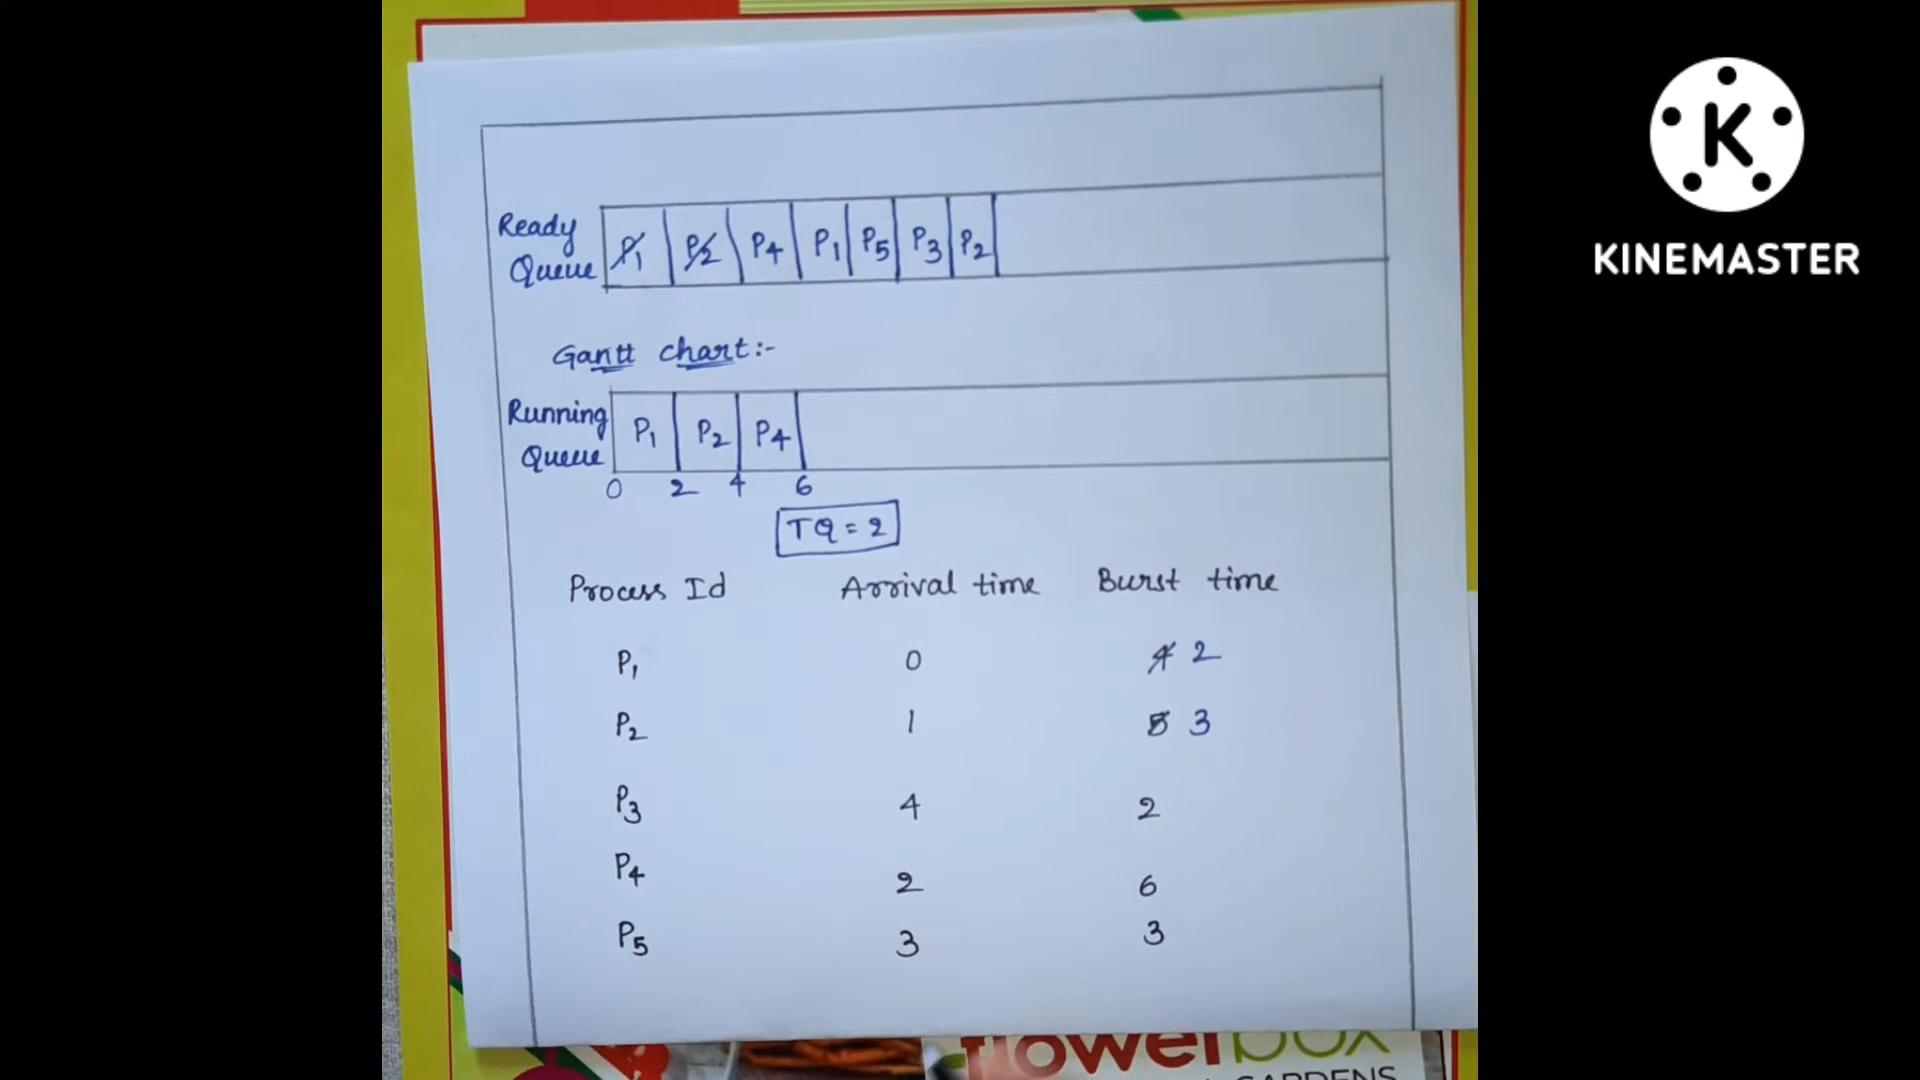 Ready
Queue
P1 P2 P4 P1 P5 P3 P2
Gantt chart:-
Running
Queue
P1 P2 P4
0 2 4 6
TQ = 2
Process Id Arrival time Burst time
P1 0 4 2
P2 1 5 3
P3 4 2
P4 2 6
P5 3 3
flowerbox
GARDENS
K
KINEMASTER